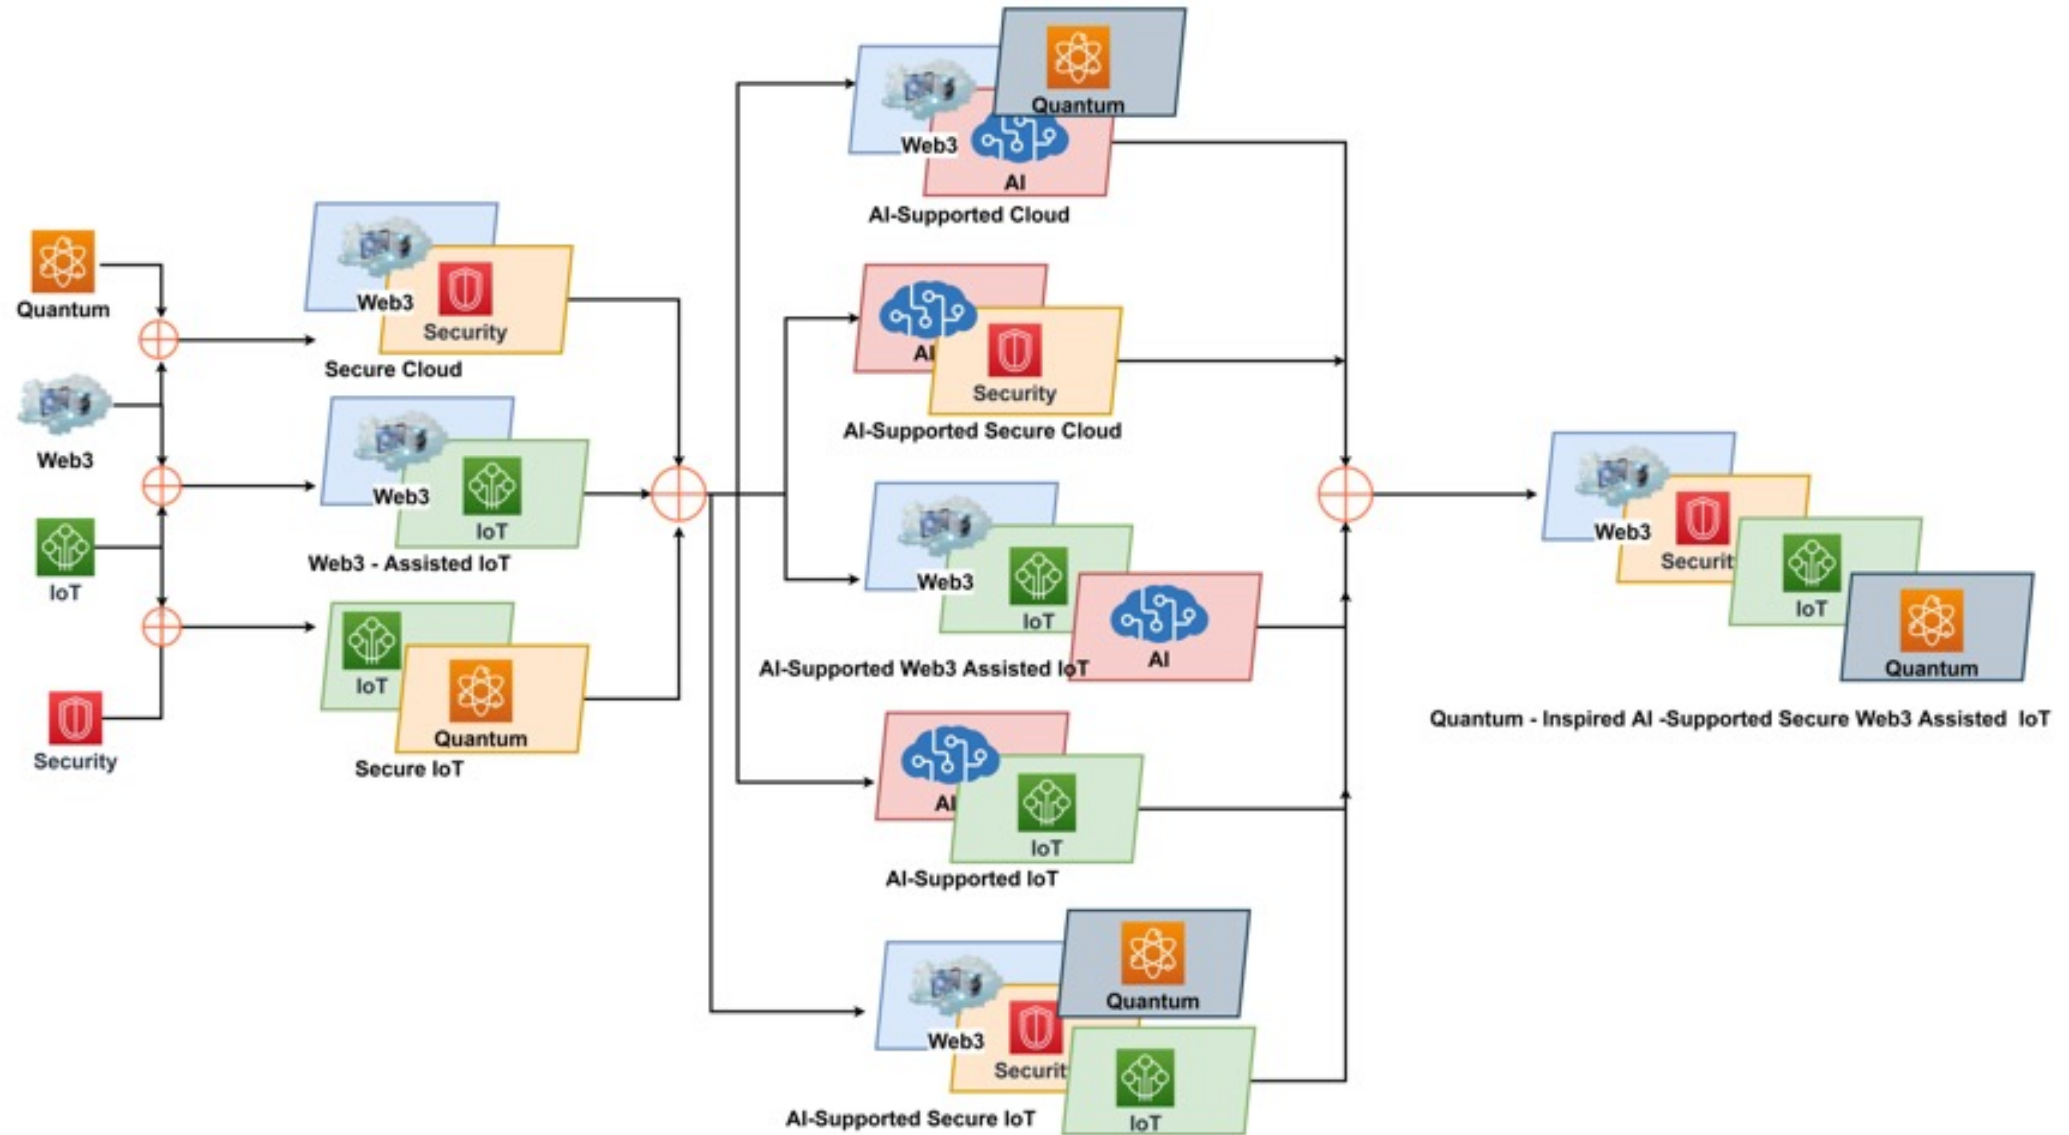 Quantum
Web3
IoT
Security
Web3
Security
Secure Cloud
Web3
IoT
Web3 - Assisted IoT
IoT
Quantum
Secure IoT
Quantum
Web3
AI
AI-Supported Cloud
AI
Security
AI-Supported Secure Cloud
Web3
IoT
AI
AI-Supported Web3 Assisted IoT
AI
IoT
AI-Supported IoT
Quantum
Web3
Securit
IoT
AI-Supported Secure IoT
Web3
Securit
IoT
Quantum
Quantum - Inspired AI -Supported Secure Web3 Assisted IoT